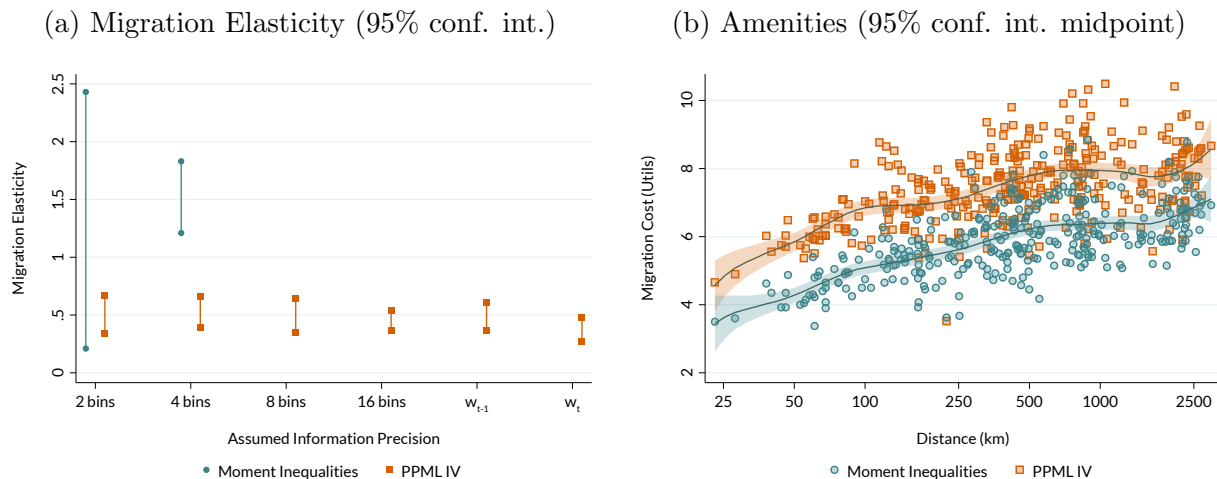 (a) Migration Elasticity (95% conf. int.)
2.5
2
1.5
1
.5
0
Migration Elasticity
2 bins 4 bins 8 bins 16 bins w_{t-1} w_t
Assumed Information Precision
Moment Inequalities PPML IV
(b) Amenities (95% conf. int. midpoint)
10
8
6
4
2
Migration Cost (Utils)
25 50 100 250 500 1000 2500
Distance (km)
Moment Inequalities PPML IV